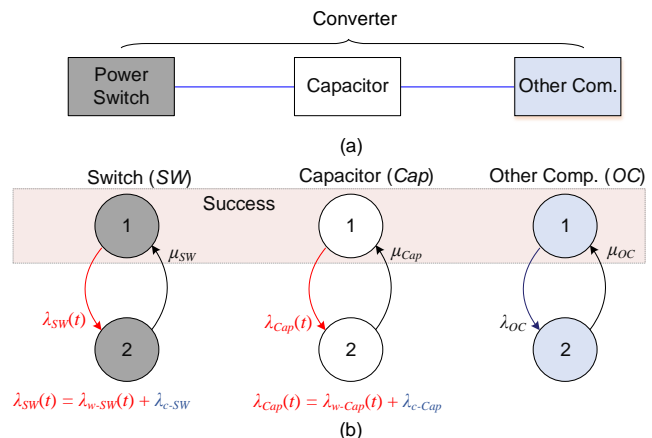 Converter
Power
Switch
Capacitor
Other Com.
(a)
Switch (SW)
Capacitor (Cap)
Other Comp. (OC)
Success
1
1
1
μSW
μCap
μOC
λSW(t)
λCap(t)
λOC
2
2
2
λSW(t) = λw-SW(t) + λc-SW
λCap(t) = λw-Cap(t) + λc-Cap
(b)